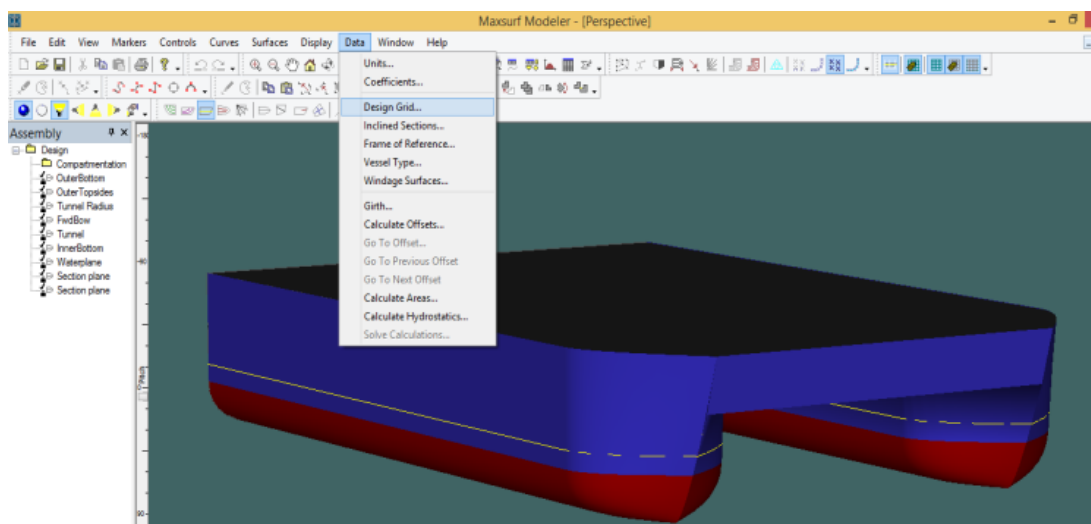 Maxsurf Modeler - [Perspective]
File Edit View Markers Controls Curves Surfaces Display Data Window Help
Units...
Coefficients...
Design Grid...
Inclined Sections...
Frame of Reference...
Vessel Type...
Windage Surfaces...
Girth...
Calculate Offsets...
Go To Offset...
Go To Previous Offset
Go To Next Offset
Calculate Areas...
Calculate Hydrostatics...
Solve Calculations...
Assembly
Design
Compartmentation
OuterBottom
OuterTopsides
Tunnel Radius
FwdBow
Tunnel
InnerBottom
Waterplane
Section plane
Section plane
Pitch